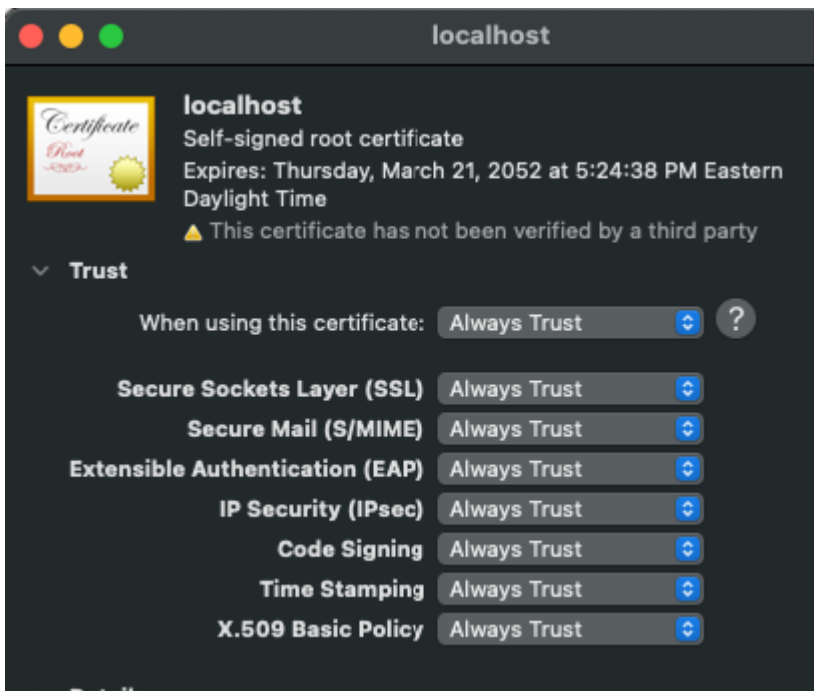 localhost
Certificate
Root
localhost
Self-signed root certificate
Expires: Thursday, March 21, 2052 at 5:24:38 PM Eastern
Daylight Time
This certificate has not been verified by a third party
Trust
When using this certificate: Always Trust ?
Secure Sockets Layer (SSL) Always Trust
Secure Mail (S/MIME) Always Trust
Extensible Authentication (EAP) Always Trust
IP Security (IPsec) Always Trust
Code Signing Always Trust
Time Stamping Always Trust
X.509 Basic Policy Always Trust